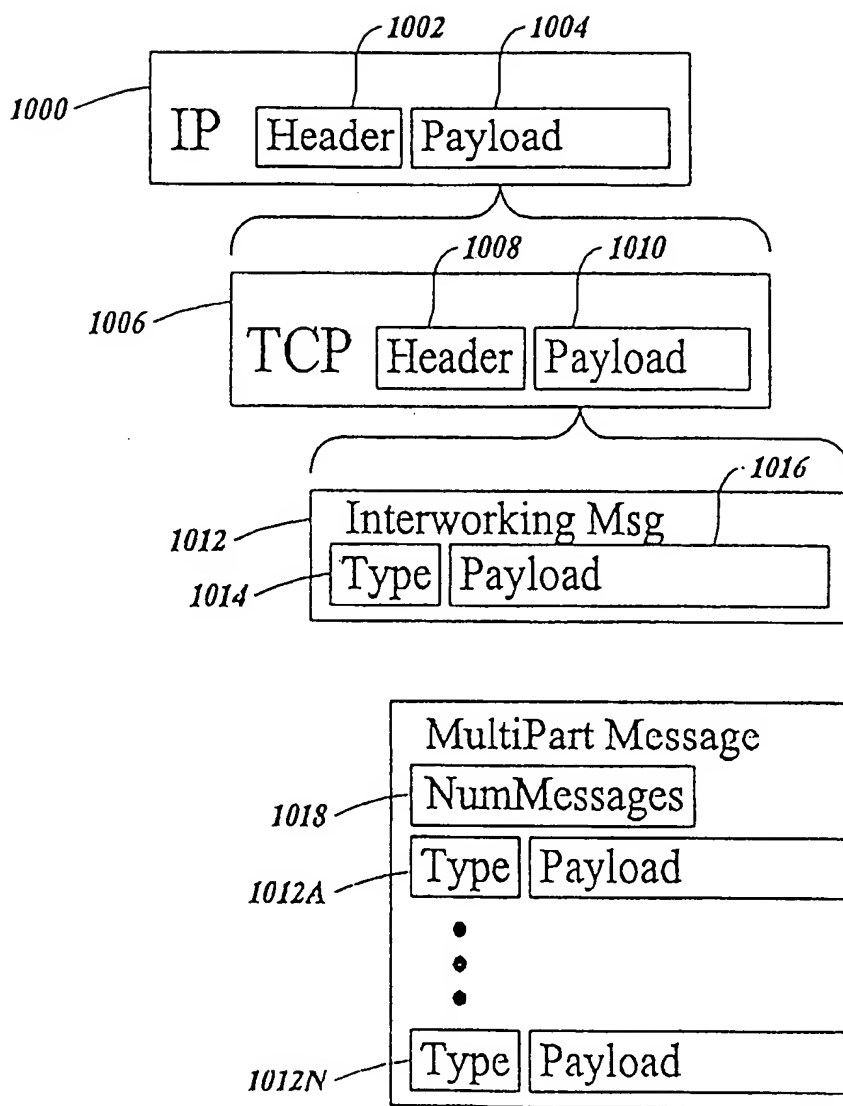 1002 1004
1000
IP Header Payload
1008 1010
1006
TCP Header Payload
1016
1012
Interworking Msg
1014
Type Payload
MultiPart Message
1018
NumMessages
1012A
Type Payload
1012N
Type Payload